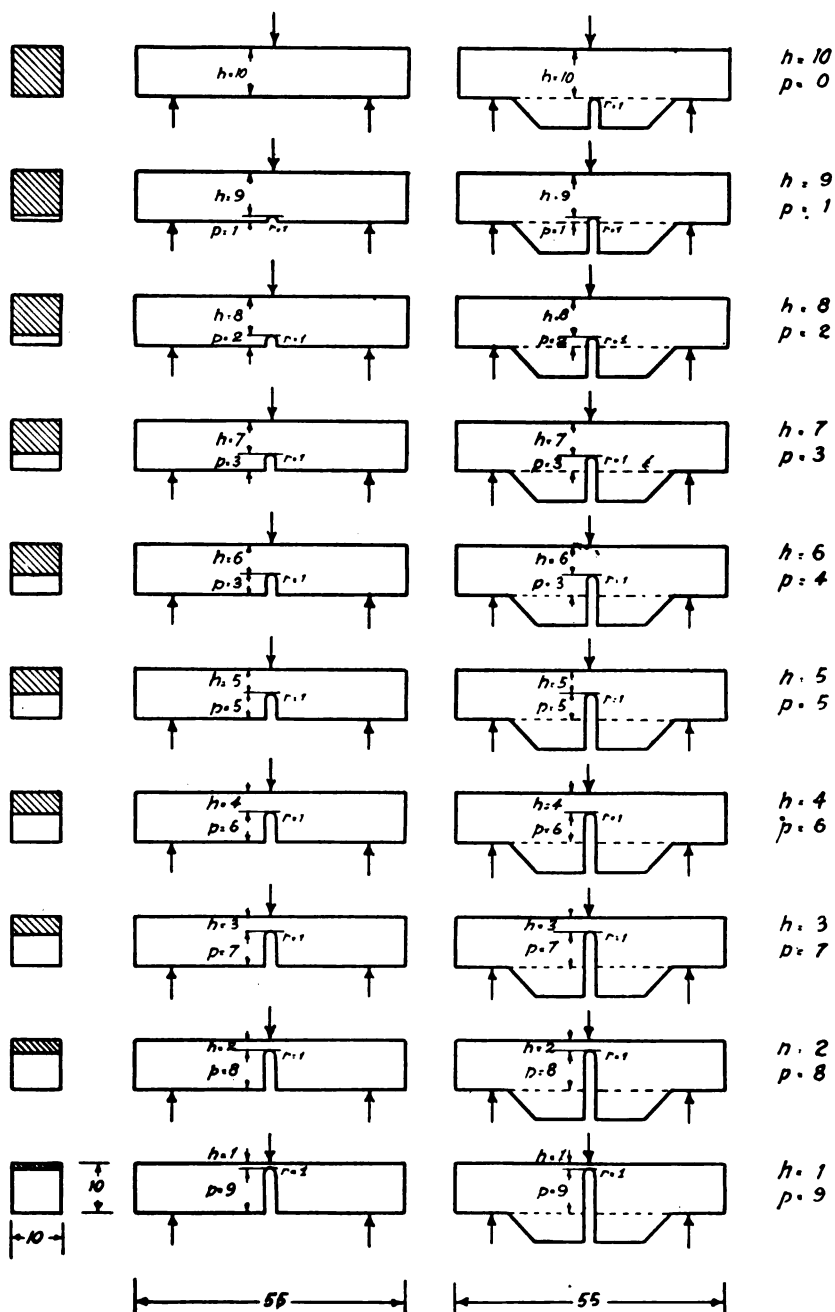 h=10 h=10 r=1 h=10
p=0
h=9 h=9 h=9
p=1 r=1 p=1 r=1 p=1
h=8 h=8 h=8
p=2 r=1 p=2 r=1 p=2
h=7 h=7 h=7
p=3 r=1 p=3 r=1 p=3
h=6 h=6 h=6
p=3 r=1 p=3 r=1 p=4
h=5 h=5 h=5
p=5 r=1 p=5 r=1 p=5
h=4 h=4 h=4
p=6 r=1 p=6 r=1 p=6
h=3 h=3 h=3
p=7 r=1 p=7 r=1 p=7
h=2 h=2 n=2
p=8 r=1 p=8 r=1 p=8
h=1 h=1 h=1
10 p=9 r=1 p=9 r=1 p=9
10
55 55